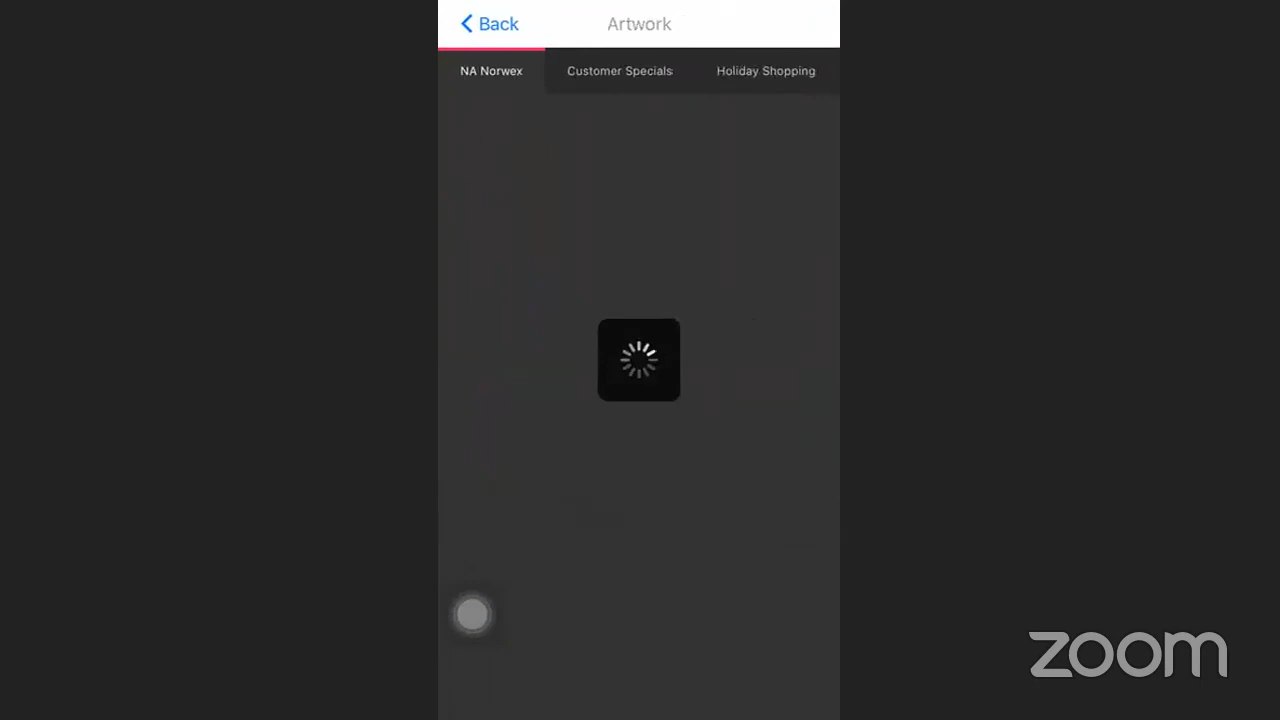 Back
Artwork
NA Norwex
Customer Specials
Holiday Shopping
zoom